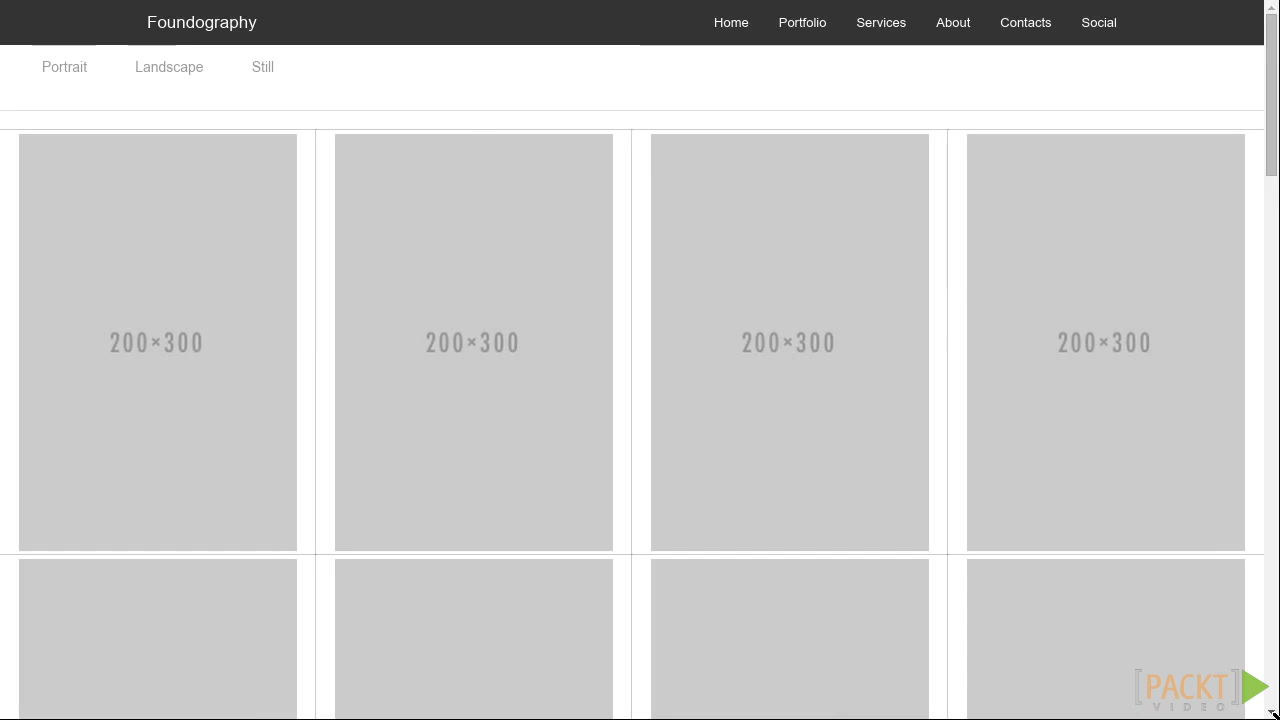 Foundography Home Portfolio Services About Contacts Social
Portrait Landscape Still
200×300 200×300 200×300 200×300
[PACKT]
VIDEO